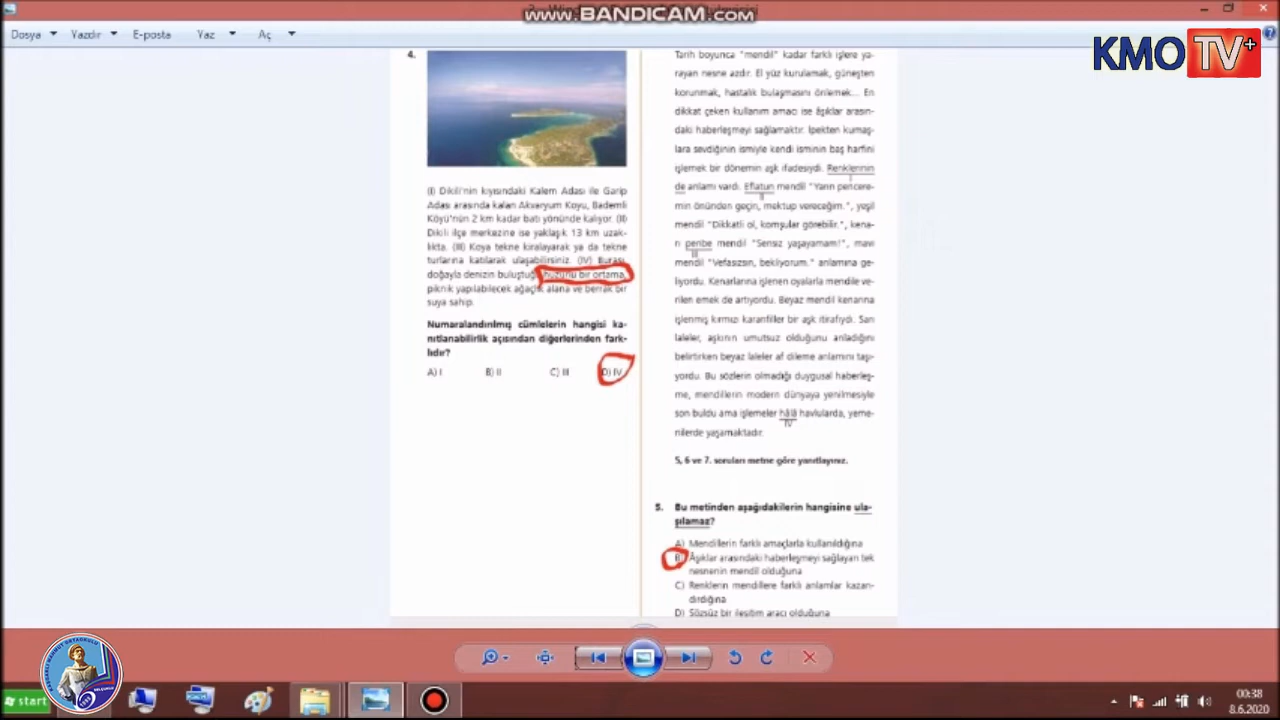 www.BANDICAM.com
Dosya Yazdır E-posta Yaz Aç
KMO TV+
4.
(I) Dikili'nin kıyısındaki Kalem Adası ile Garip
Adası arasında kalan Akvaryum Koyu, Bademli
Köyü'nün 2 km kadar batı yönünde kalıyor. (II)
Dikili ilçe merkezine ise yaklaşık 13 km uzak-
lıkta. (III) Koya tekne kiralayarak ya da tekne
turlarına katılarak ulaşabilirsiniz. (IV) Burası,
doğayla denizin buluştuğu hüzünlü bir ortama,
piknik yapılabilecek ağaçlık alana ve berrak bir
suya sahip.
Numaralandırılmış cümlelerin hangisi ka-
nıtlanabilirlik açısından diğerlerinden fark-
lıdır?
A) I B) II C) III D) IV
Tarih boyunca "mendil" kadar farklı işlere ya-
rayan nesne azdır. El yüz kurulamak, güneşten
korunmak, hastalık bulaşmasını önlemek... En
dikkat çeken kullanım amacı ise âşıklar arasın-
daki haberleşmeyi sağlamaktır. İpekten kumaş-
lara sevdiğinin ismiyle kendi isminin baş harfini
işlemek bir dönemin aşk ifadesiydi. Renklerinin
I
de anlamı vardı. Eflatun mendil "Yarın pencere-
II
min önünden geçin, mektup vereceğim.", yeşil
mendil "Dikkatli ol, komşular görebilir.", kena-
rı penbe mendil "Sensiz yaşayamam!", mavi
III
mendil "Vefasızsın, bekliyorum." anlamına ge-
liyordu. Kenarlarına işlenen oyalarla mendile ve-
rilen emek de artıyordu. Beyaz mendil kenarına
işlenmiş kırmızı karanfiller bir aşk itirafıydı. Sarı
laleler, aşkının umutsuz olduğunu anladığını
belirtirken beyaz laleler af dileme anlamını taşı-
yordu. Bu sözlerin olmadığı duygusal haberleş-
me, mendillerin modern dünyaya yenilmesiyle
son buldu ama işlemeler hâlâ havlularda, yeme-
IV
nilerde yaşamaktadır.
5, 6 ve 7. soruları metne göre yanıtlayınız.
5. Bu metinden aşağıdakilerin hangisine ula-
şılamaz?
A) Mendillerin farklı amaçlarla kullanıldığına
B) Âşıklar arasındaki haberleşmeyi sağlayan tek
nesnenin mendil olduğuna
C) Renklerin mendillere farklı anlamlar kazan-
dırdığına
D) Sözsüz bir iletişim aracı olduğuna
start
00:38
8.6.2020